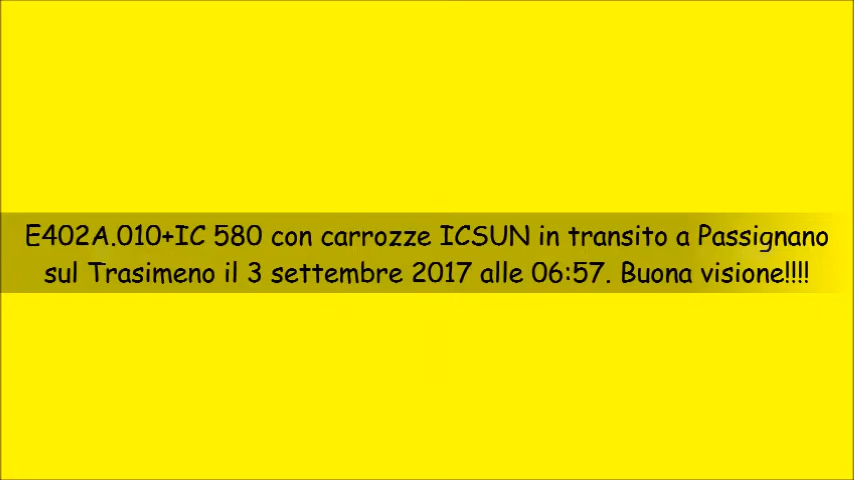 E402A.010+IC 580 con carrozze ICSUN in transito a Passignano
sul Trasimeno il 3 settembre 2017 alle 06:57. Buona visione!!!!